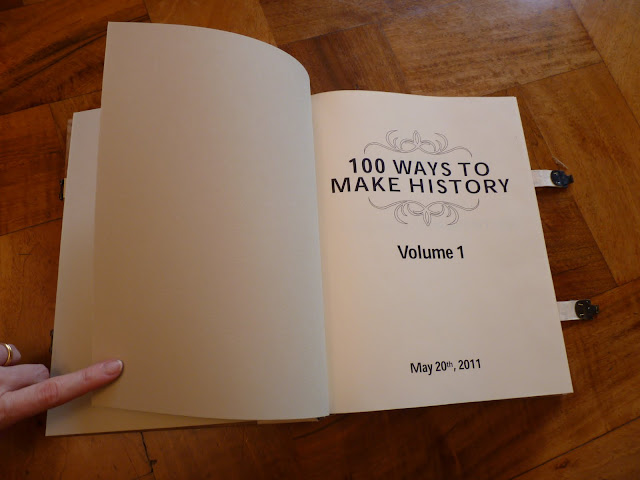 100 WAYS TO
MAKE HISTORY
Volume 1
May 20th, 2011